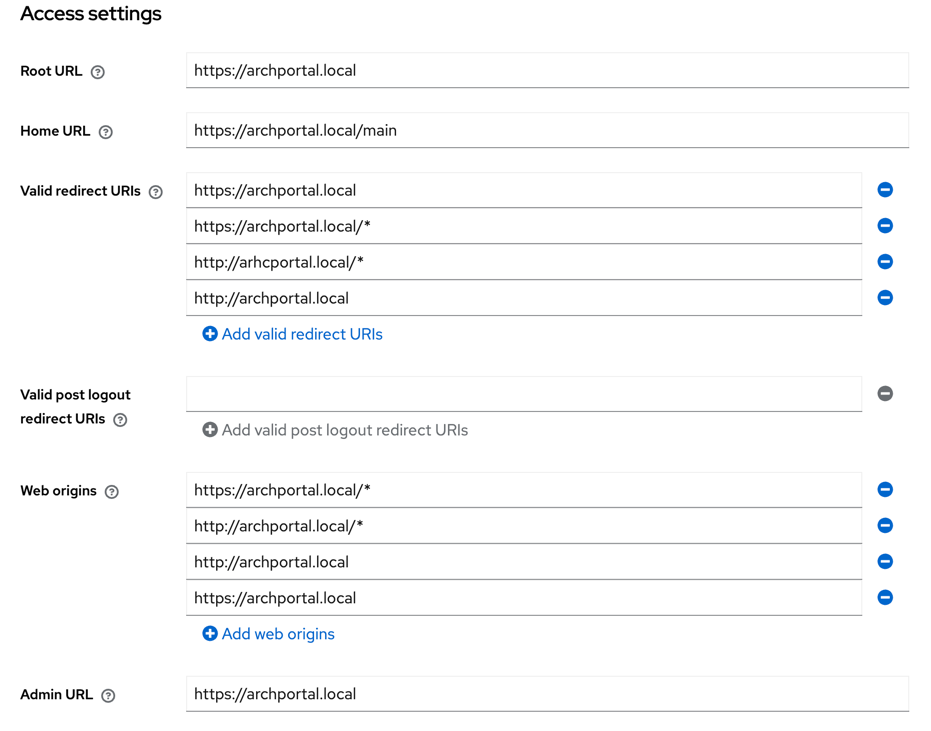 Access settings
Root URL
https://archportal.local
Home URL
https://archportal.local/main
Valid redirect URIs
https://archportal.local
https://archportal.local/*
http://arhcportal.local/*
http://archportal.local
Add valid redirect URIs
Valid post logout
redirect URIs
Add valid post logout redirect URIs
Web origins
https://archportal.local/*
http://archportal.local/*
http://archportal.local
https://archportal.local
Add web origins
Admin URL
https://archportal.local